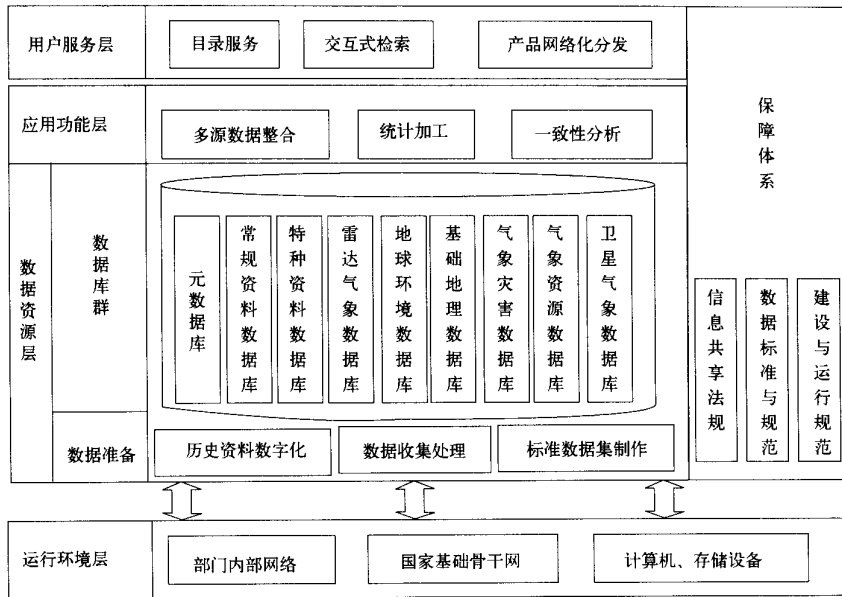 用户服务层
目录服务
交互式检索
产品网络化分发
应用功能层
多源数据整合
统计加工
一致性分析
保障体系
数据资源层
数据库群
元数据库
常规资料数据库
特种资料数据库
雷达气象数据库
地球环境数据库
基础地理数据库
气象灾害数据库
气象资源数据库
卫星气象数据库
信息共享法规
数据标准与规范
建设与运行规范
数据准备
历史资料数字化
数据收集处理
标准数据集制作
运行环境层
部门内部网络
国家基础骨干网
计算机、存储设备